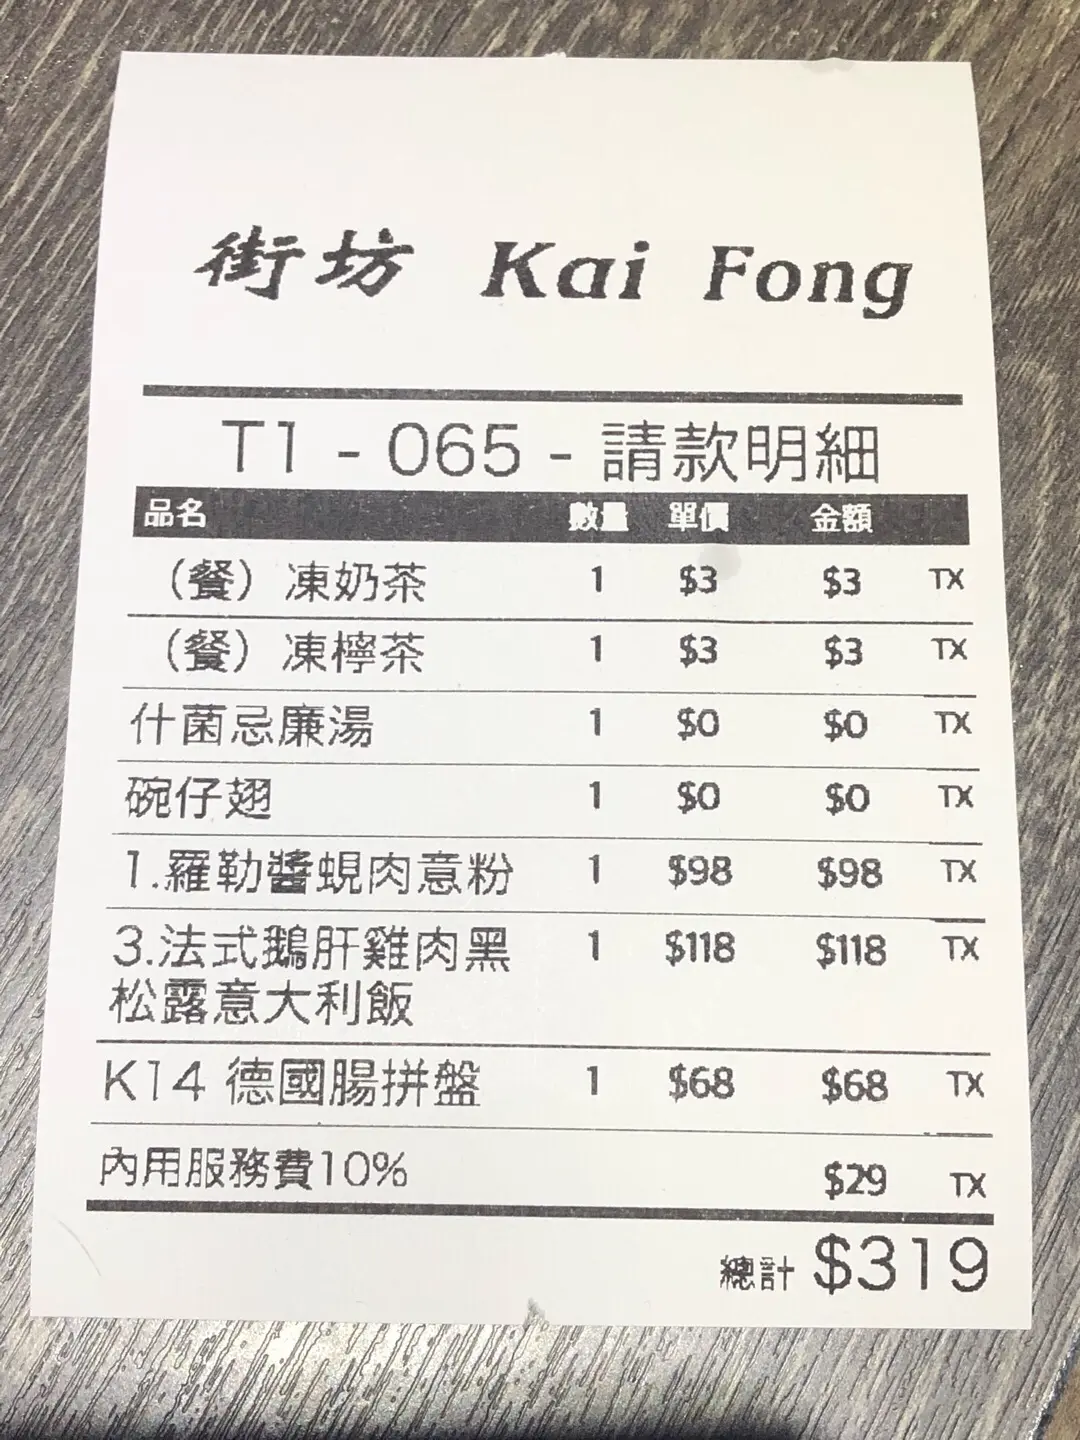 街坊 Kai Fong
T1 - 065 - 請款明細
品名 數量 單價 金額
（餐）凍奶茶 1 $3 $3 TX
（餐）凍檸茶 1 $3 $3 TX
什菌忌廉湯 1 $0 $0 TX
碗仔翅 1 $0 $0 TX
1.羅勒醬蜆肉意粉 1 $98 $98 TX
3.法式鵝肝雞肉黑 1 $118 $118 TX
松露意大利飯
K14 德國腸拼盤 1 $68 $68 TX
內用服務費10% $29 TX
總計 $319